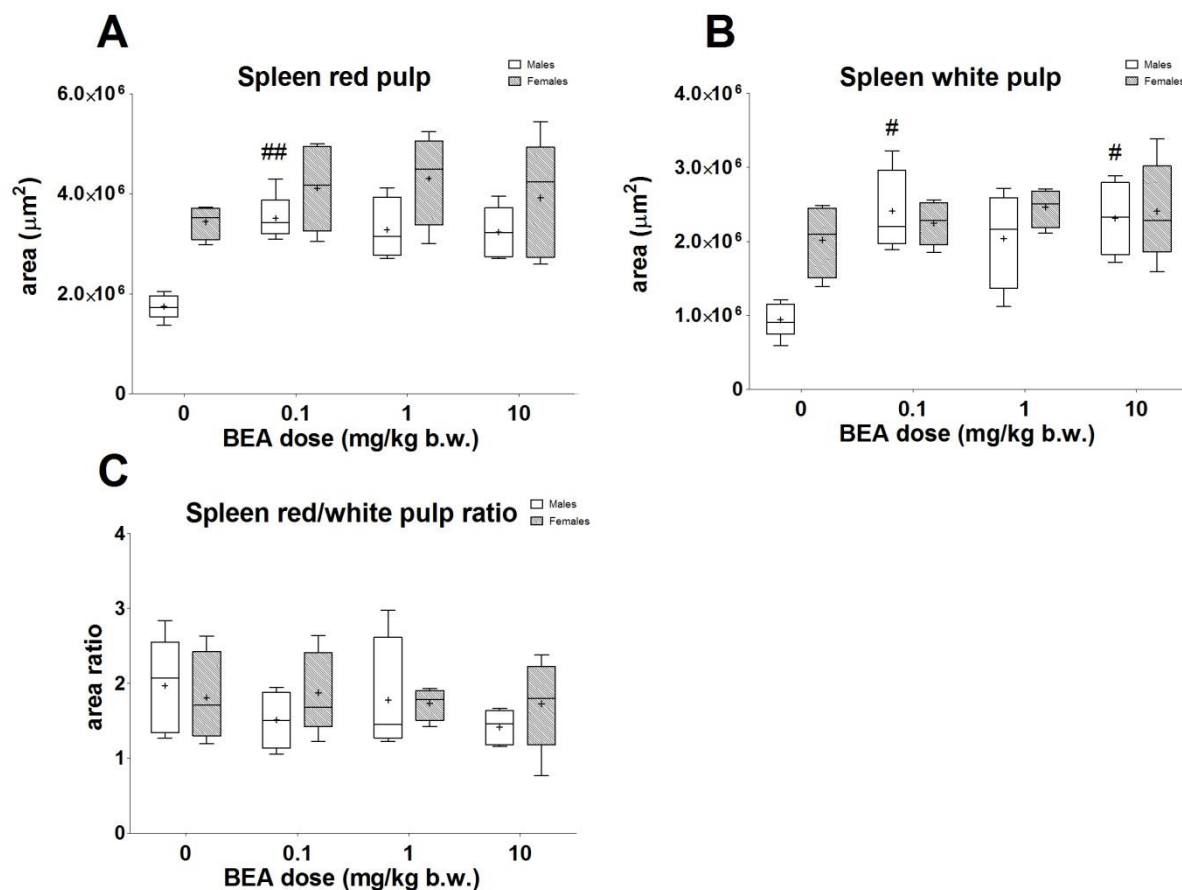 A
Spleen red pulp
Males
Females
6.0×10⁶
4.0×10⁶
2.0×10⁶
0
area (μm²)
##
0 0.1 1 10
BEA dose (mg/kg b.w.)
B
Spleen white pulp
Males
Females
4.0×10⁶
3.0×10⁶
2.0×10⁶
1.0×10⁶
0
area (μm²)
#
#
0 0.1 1 10
BEA dose (mg/kg b.w.)
C
Spleen red/white pulp ratio
Males
Females
4
3
2
1
0
area ratio
0 0.1 1 10
BEA dose (mg/kg b.w.)